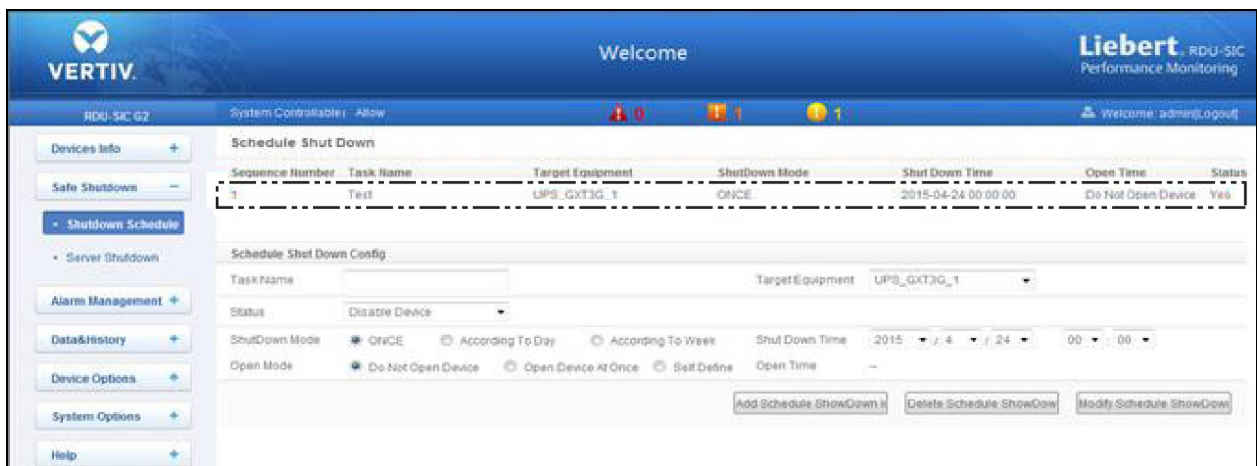 VERTIV.
Welcome
Liebert. RDU-SIC
Performance Monitoring
RDU-SIC G2
System Controllable: Allow
0
1
1
Welcome: admin[Logout]
Devices Info +
Safe Shutdown −
Shutdown Schedule
Server Shutdown
Alarm Management +
Data&History +
Device Options +
System Options +
Help +
Schedule Shut Down
Sequence Number Task Name Target Equipment ShutDown Mode Shut Down Time Open Time Status
1 Test UPS_GXT3G_1 ONCE 2015-04-24 00:00:00 Do Not Open Device Yes
Schedule Shut Down Config
Task Name Target Equipment UPS_GXT3G_1
Status Disable Device
ShutDown Mode ONCE According To Day According To Week Shut Down Time 2015 / 4 / 24 00 : 00
Open Mode Do Not Open Device Open Device At Once Self Define Open Time --
Add Schedule ShowDown Delete Schedule ShowDow Modify Schedule ShowDow